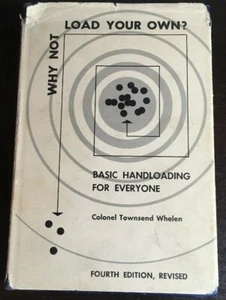 WHY NOT
LOAD YOUR OWN?
BASIC HANDLOADING
FOR EVERYONE
Colonel Townsend Whelen
FOURTH EDITION, REVISED